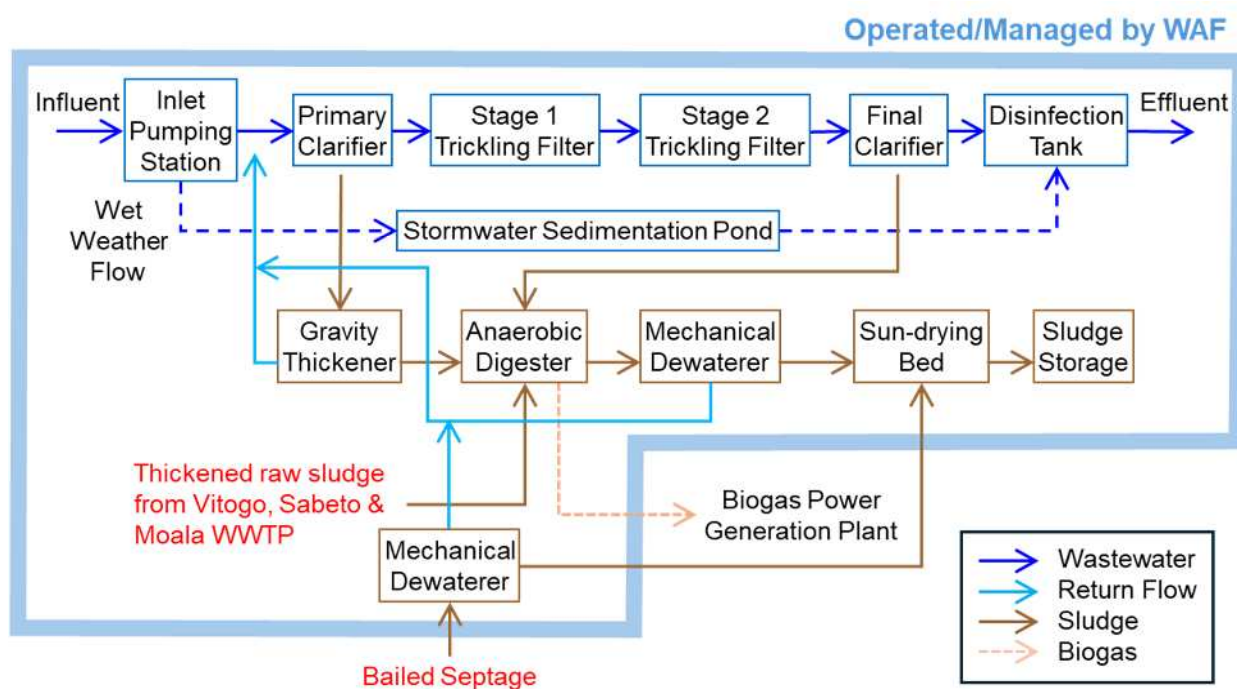 Operated/Managed by WAF
Influent
Inlet
Pumping
Station
Primary
Clarifier
Stage 1
Trickling Filter
Stage 2
Trickling Filter
Final
Clarifier
Disinfection
Tank
Effluent
Wet
Weather
Flow
Stormwater Sedimentation Pond
Gravity
Thickener
Anaerobic
Digester
Mechanical
Dewaterer
Sun-drying
Bed
Sludge
Storage
Thickened raw sludge
from Vitogo, Sabeto &
Moala WWTP
Biogas Power
Generation Plant
Mechanical
Dewaterer
Bailed Septage
Wastewater
Return Flow
Sludge
Biogas